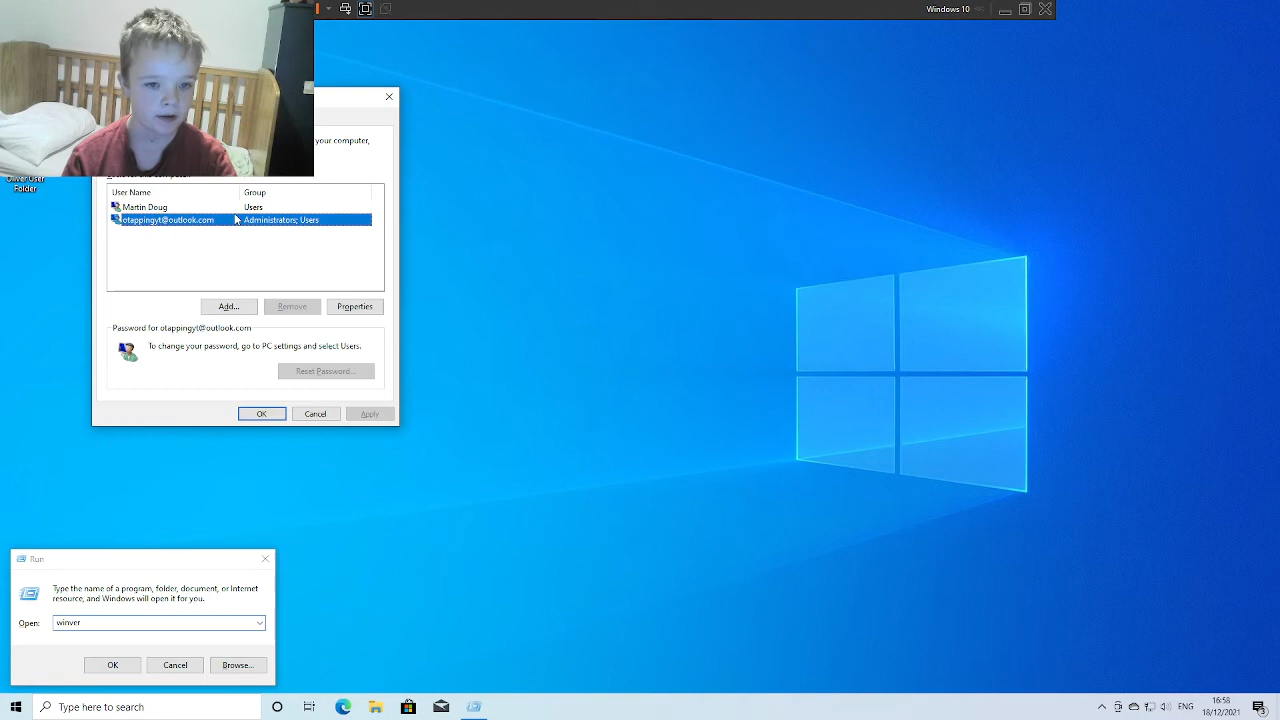 Windows 10
your computer,
Oliver User
Folder
User Name Group
Martin Doug Users
otappingyt@outlook.com Administrators; Users
Add... Remove Properties
Password for otappingyt@outlook.com
To change your password, go to PC settings and select Users.
Reset Password...
OK Cancel Apply
Run
Type the name of a program, folder, document, or Internet
resource, and Windows will open it for you.
Open: winver
OK Cancel Browse...
Type here to search
16:58
18/12/2021
3